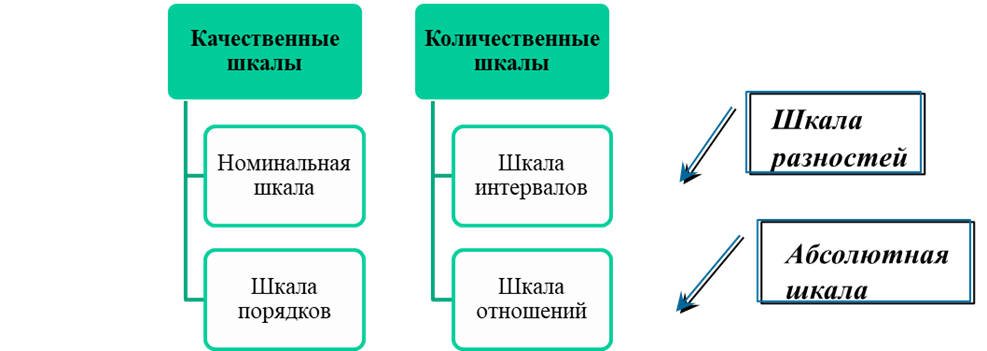 Качественные
шкалы
Количественные
шкалы
Номинальная
шкала
Шкала
интервалов
Шкала
разностей
Шкала
порядков
Шкала
отношений
Абсолютная
шкала